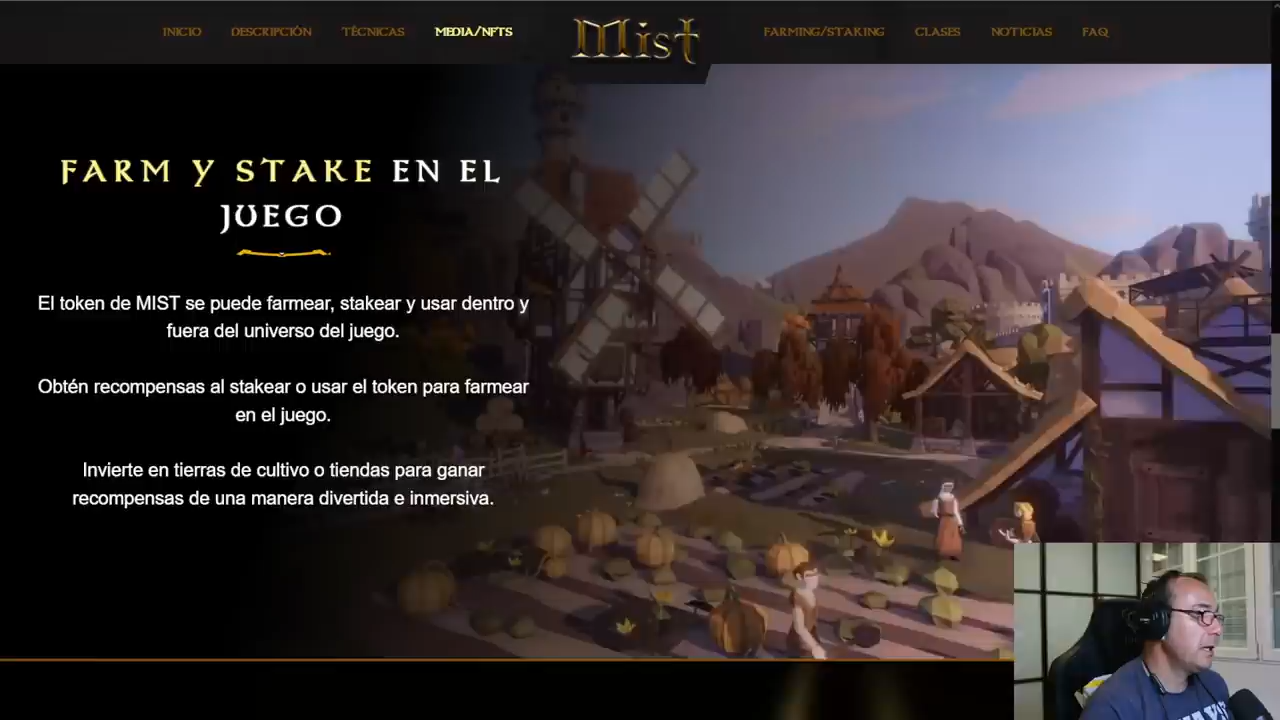 INICIO DESCRIPCIÓN TÉCNICAS MEDIA/NFTS Mist FARMING/STAKING CLASES NOTICIAS FAQ
FARM Y STAKE EN EL
JUEGO
El token de MIST se puede farmear, stakear y usar dentro y
fuera del universo del juego.
Obtén recompensas al stakear o usar el token para farmear
en el juego.
Invierte en tierras de cultivo o tiendas para ganar
recompensas de una manera divertida e inmersiva.